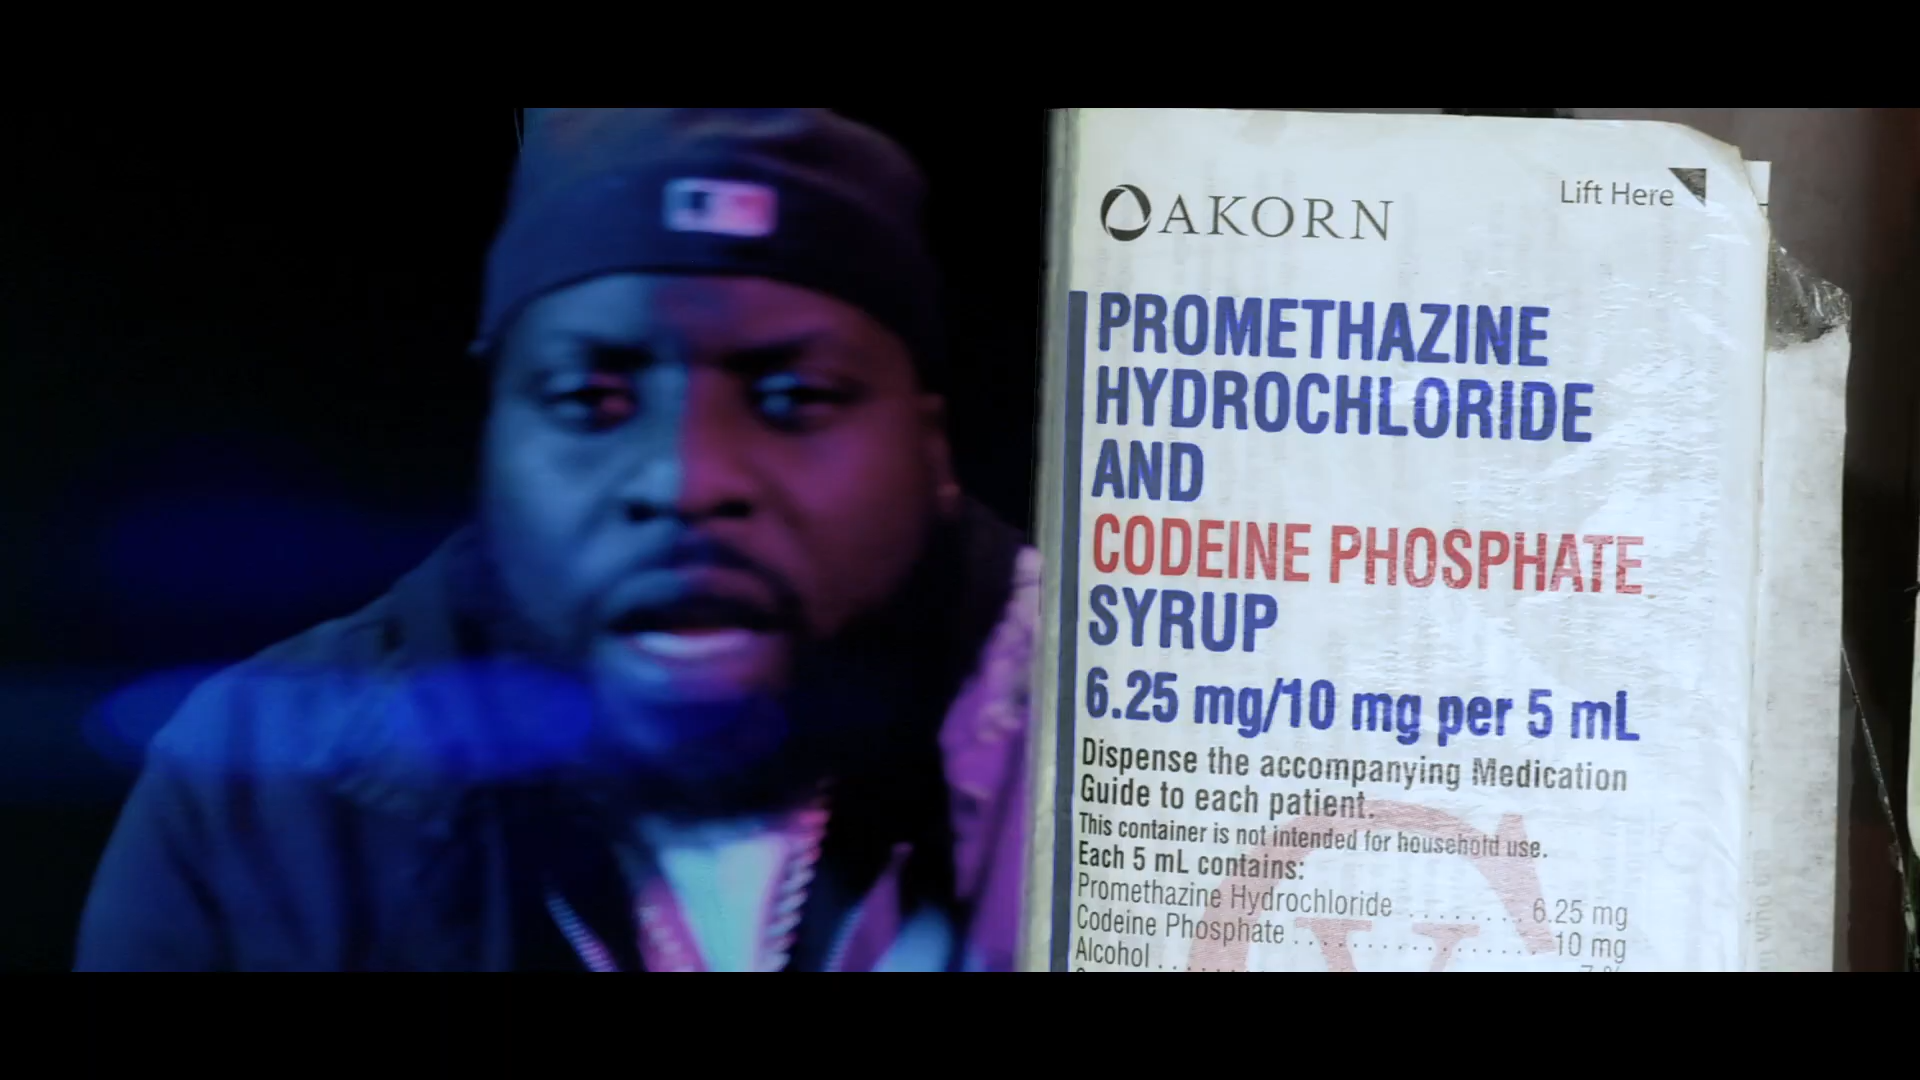 AKORN
Lift Here
PROMETHAZINE
HYDROCHLORIDE
AND
CODEINE PHOSPHATE
SYRUP
6.25 mg/10 mg per 5 mL
Dispense the accompanying Medication
Guide to each patient.
This container is not intended for household use.
Each 5 mL contains:
Promethazine Hydrochloride ........ 6.25 mg
Codeine Phosphate ................. 10 mg
Alcohol